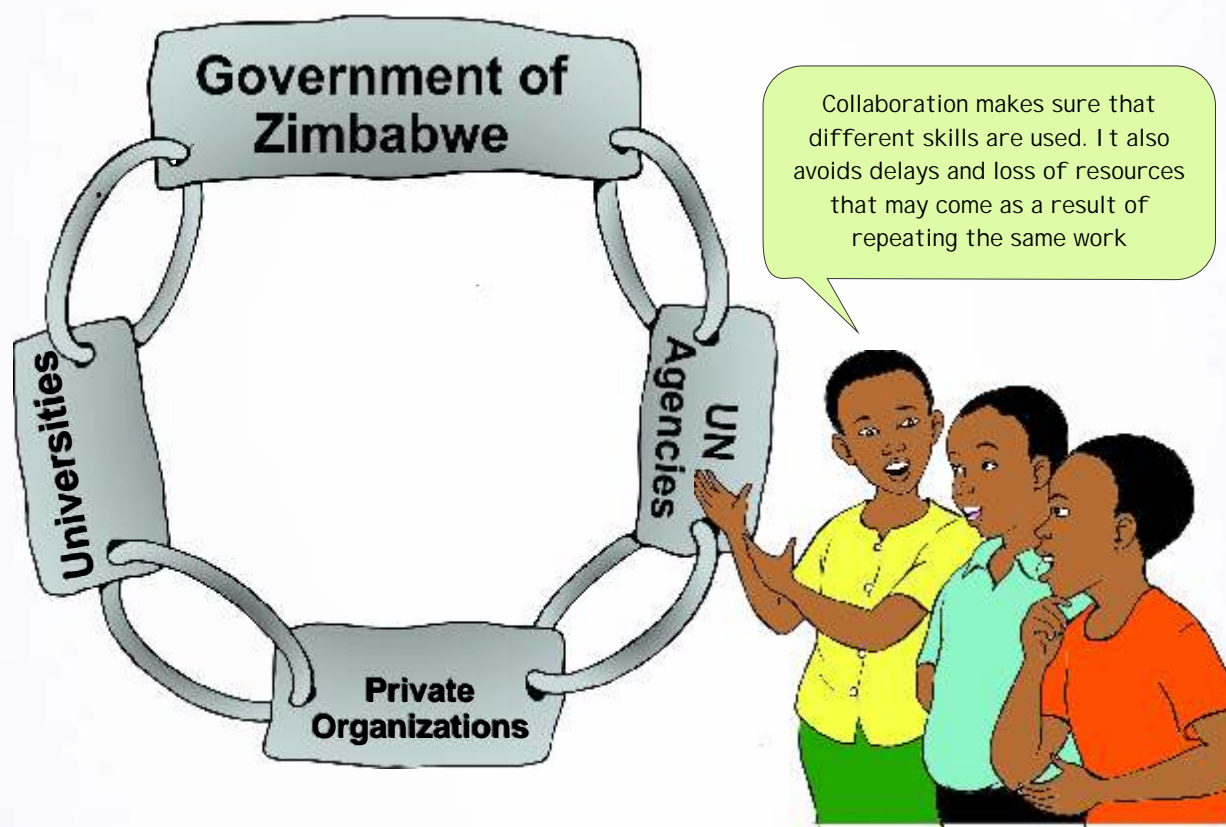 Government of
Zimbabwe
Collaboration makes sure that
different skills are used. It also
avoids delays and loss of resources
that may come as a result of
repeating the same work
Universities
UN
Agencies
Private
Organizations